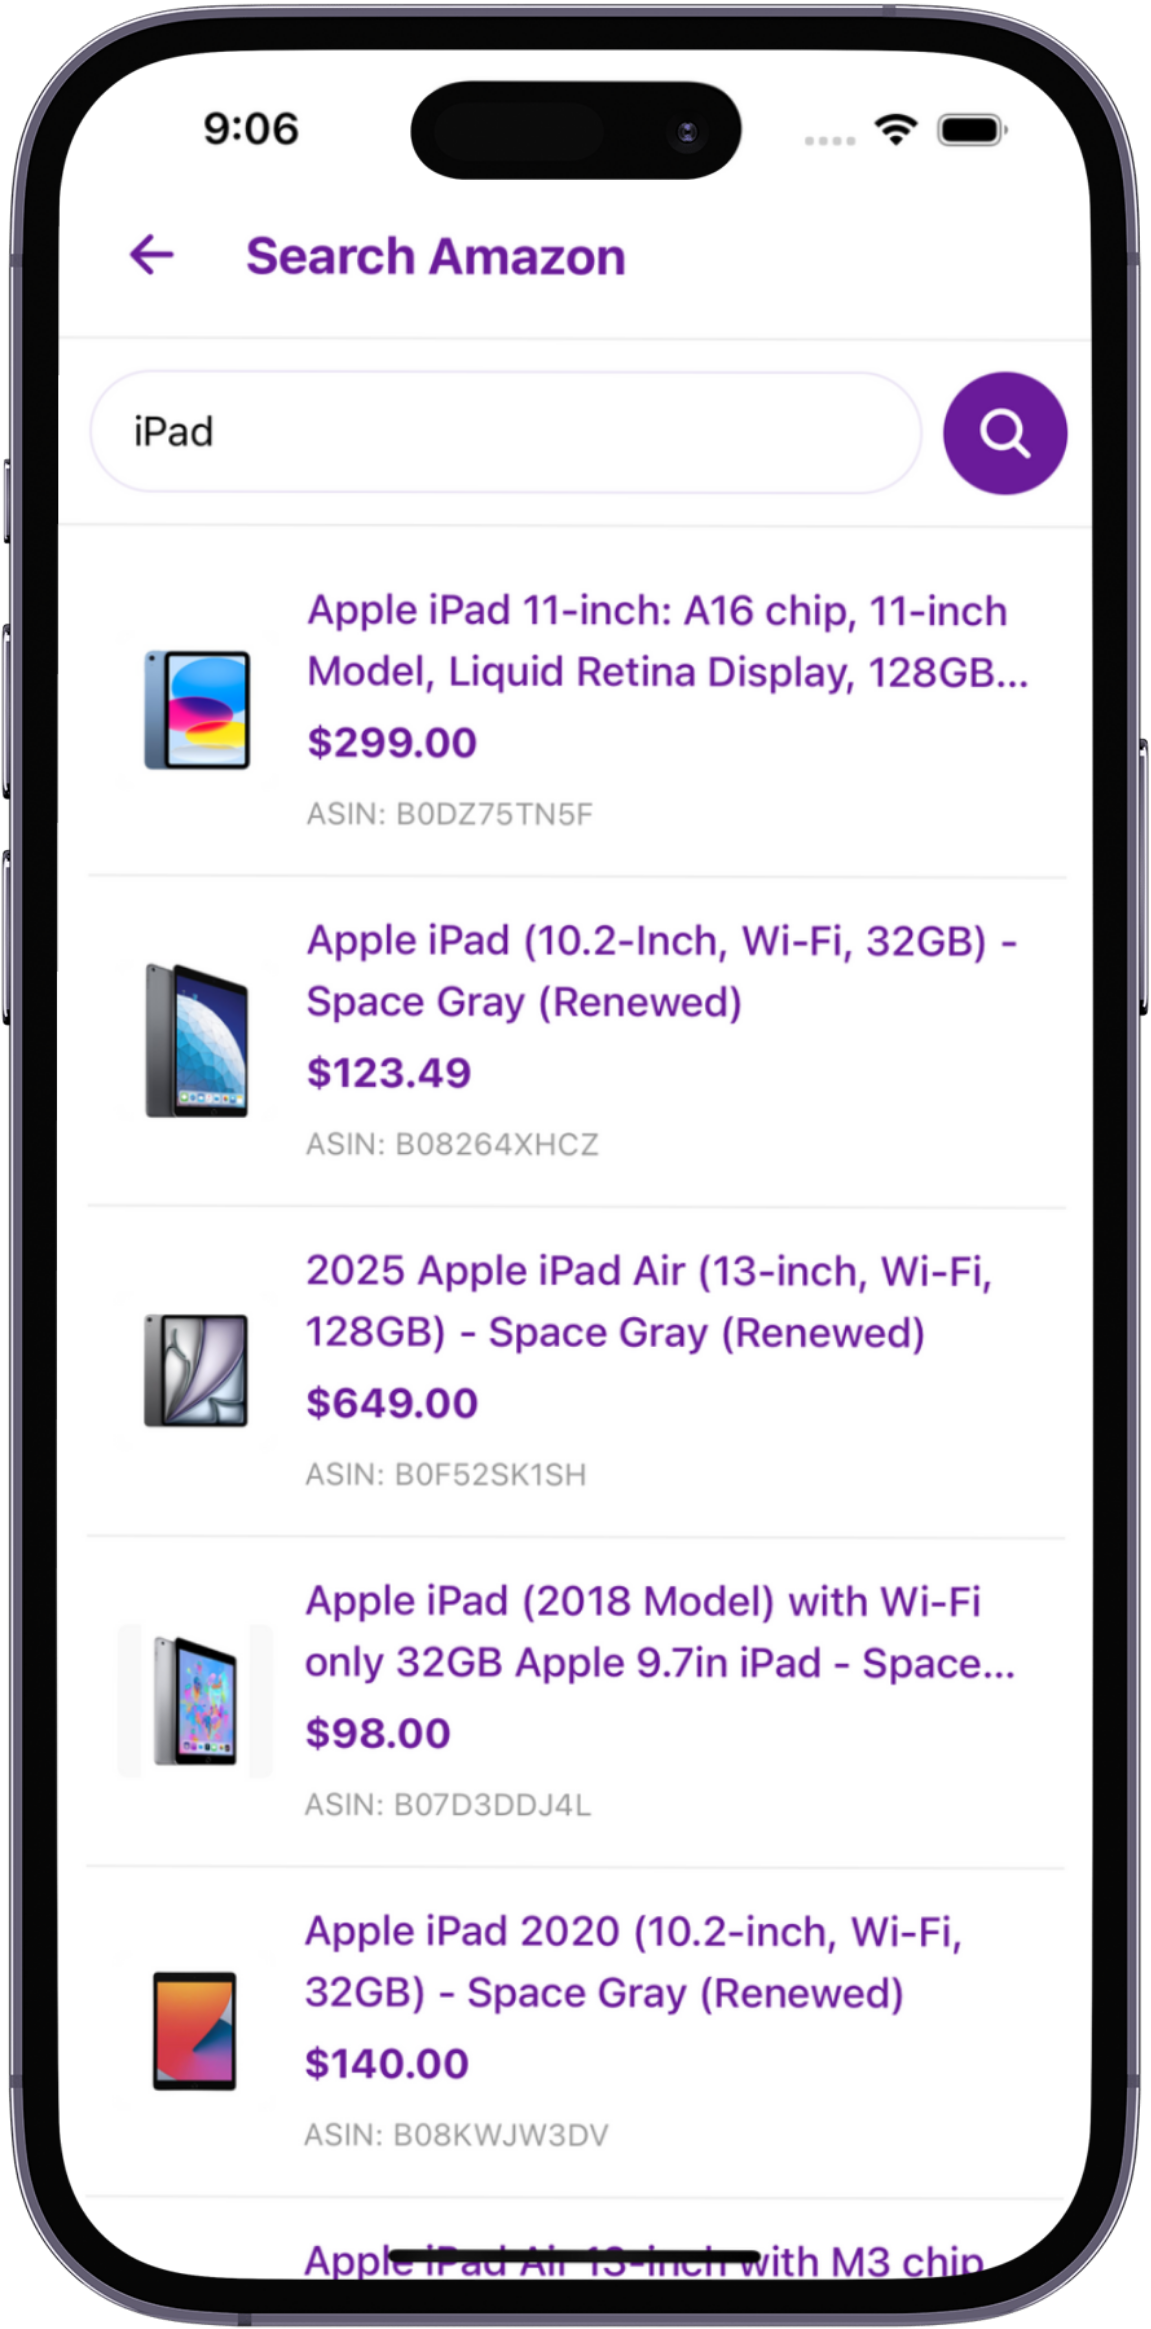 9:06
Search Amazon
iPad
Apple iPad 11-inch: A16 chip, 11-inch
Model, Liquid Retina Display, 128GB...
$299.00
ASIN: B0DZ75TN5F
Apple iPad (10.2-Inch, Wi-Fi, 32GB) -
Space Gray (Renewed)
$123.49
ASIN: B08264XHCZ
2025 Apple iPad Air (13-inch, Wi-Fi,
128GB) - Space Gray (Renewed)
$649.00
ASIN: B0F52SK1SH
Apple iPad (2018 Model) with Wi-Fi
only 32GB Apple 9.7in iPad - Space...
$98.00
ASIN: B07D3DDJ4L
Apple iPad 2020 (10.2-inch, Wi-Fi,
32GB) - Space Gray (Renewed)
$140.00
ASIN: B08KWJW3DV
Apple iPad Air 13-inch with M3 chip